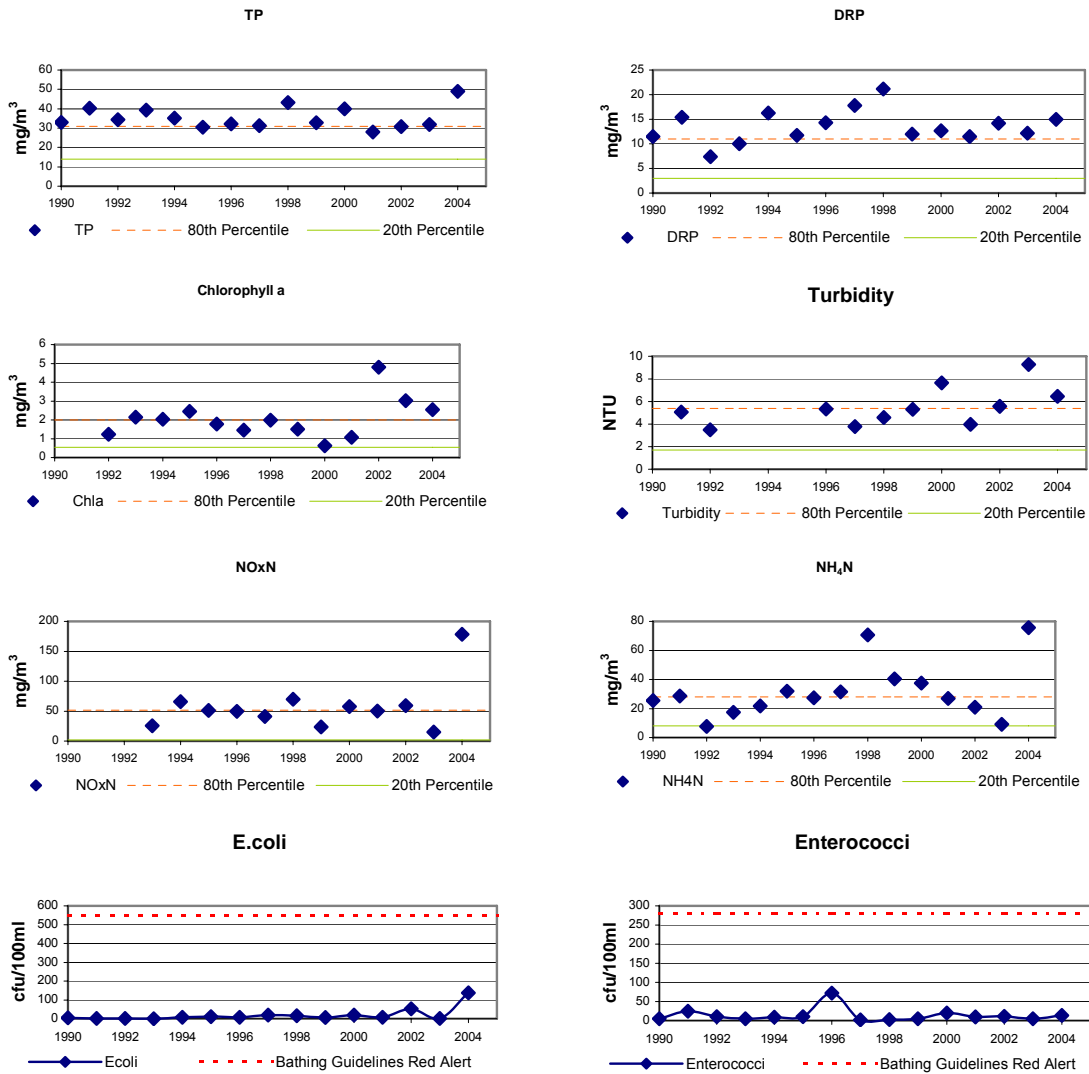 TP
mg/m³
60
50
40
30
20
10
0
1990 1992 1994 1996 1998 2000 2002 2004
TP 80th Percentile 20th Percentile
DRP
mg/m³
25
20
15
10
5
0
1990 1992 1994 1996 1998 2000 2002 2004
DRP 80th Percentile 20th Percentile
Chlorophyll a
mg/m³
6
5
4
3
2
1
0
1990 1992 1994 1996 1998 2000 2002 2004
Chla 80th Percentile 20th Percentile
Turbidity
NTU
10
8
6
4
2
0
1990 1992 1994 1996 1998 2000 2002 2004
Turbidity 80th Percentile 20th Percentile
NOxN
mg/m³
200
150
100
50
0
1990 1992 1994 1996 1998 2000 2002 2004
NOxN 80th Percentile 20th Percentile
NH₄N
mg/m³
80
60
40
20
0
1990 1992 1994 1996 1998 2000 2002 2004
NH4N 80th Percentile 20th Percentile
E.coli
cfu/100ml
600
500
400
300
200
100
0
1990 1992 1994 1996 1998 2000 2002 2004
Ecoli Bathing Guidelines Red Alert
Enterococci
cfu/100ml
300
250
200
150
100
50
0
1990 1992 1994 1996 1998 2000 2002 2004
Enterococci Bathing Guidelines Red Alert